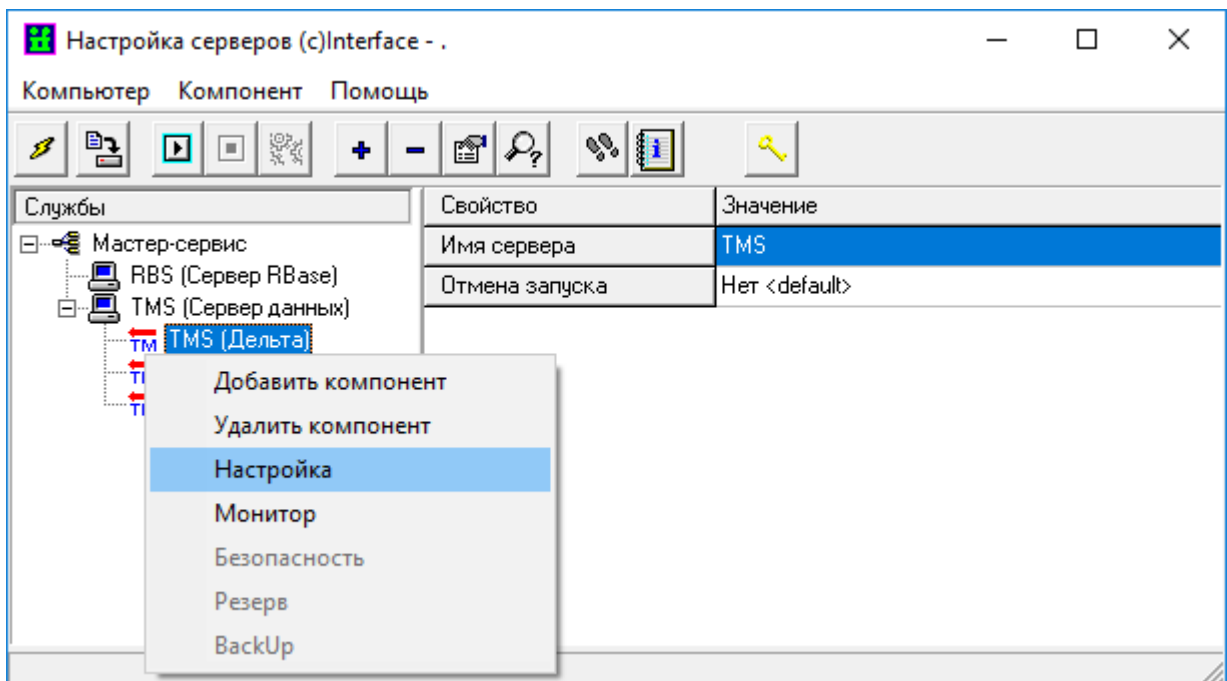 Настройка серверов (c)Interface - .
Компьютер Компонент Помощь
Службы
Свойство Значение
Мастер-сервис
Имя сервера TMS
RBS (Сервер RBase)
Отмена запуска Нет <default>
TMS (Сервер данных)
TM TMS (Дельта)
Добавить компонент
Удалить компонент
Настройка
Монитор
Безопасность
Резерв
BackUp